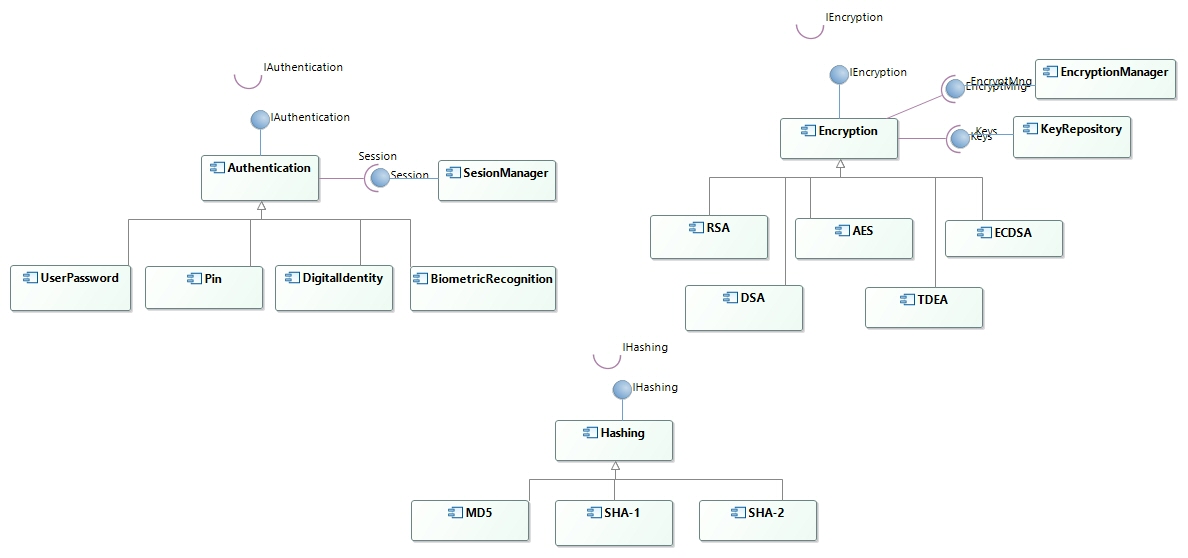 IEncryption
IAuthentication
IEncryption
EncryptMng
EncryptMng
EncryptionManager
IAuthentication
Encryption
Keys
Keys
KeyRepository
Session
Authentication
Session
SesionManager
RSA
AES
ECDSA
UserPassword
Pin
DigitalIdentity
BiometricRecognition
DSA
TDEA
IHashing
IHashing
Hashing
MD5
SHA-1
SHA-2